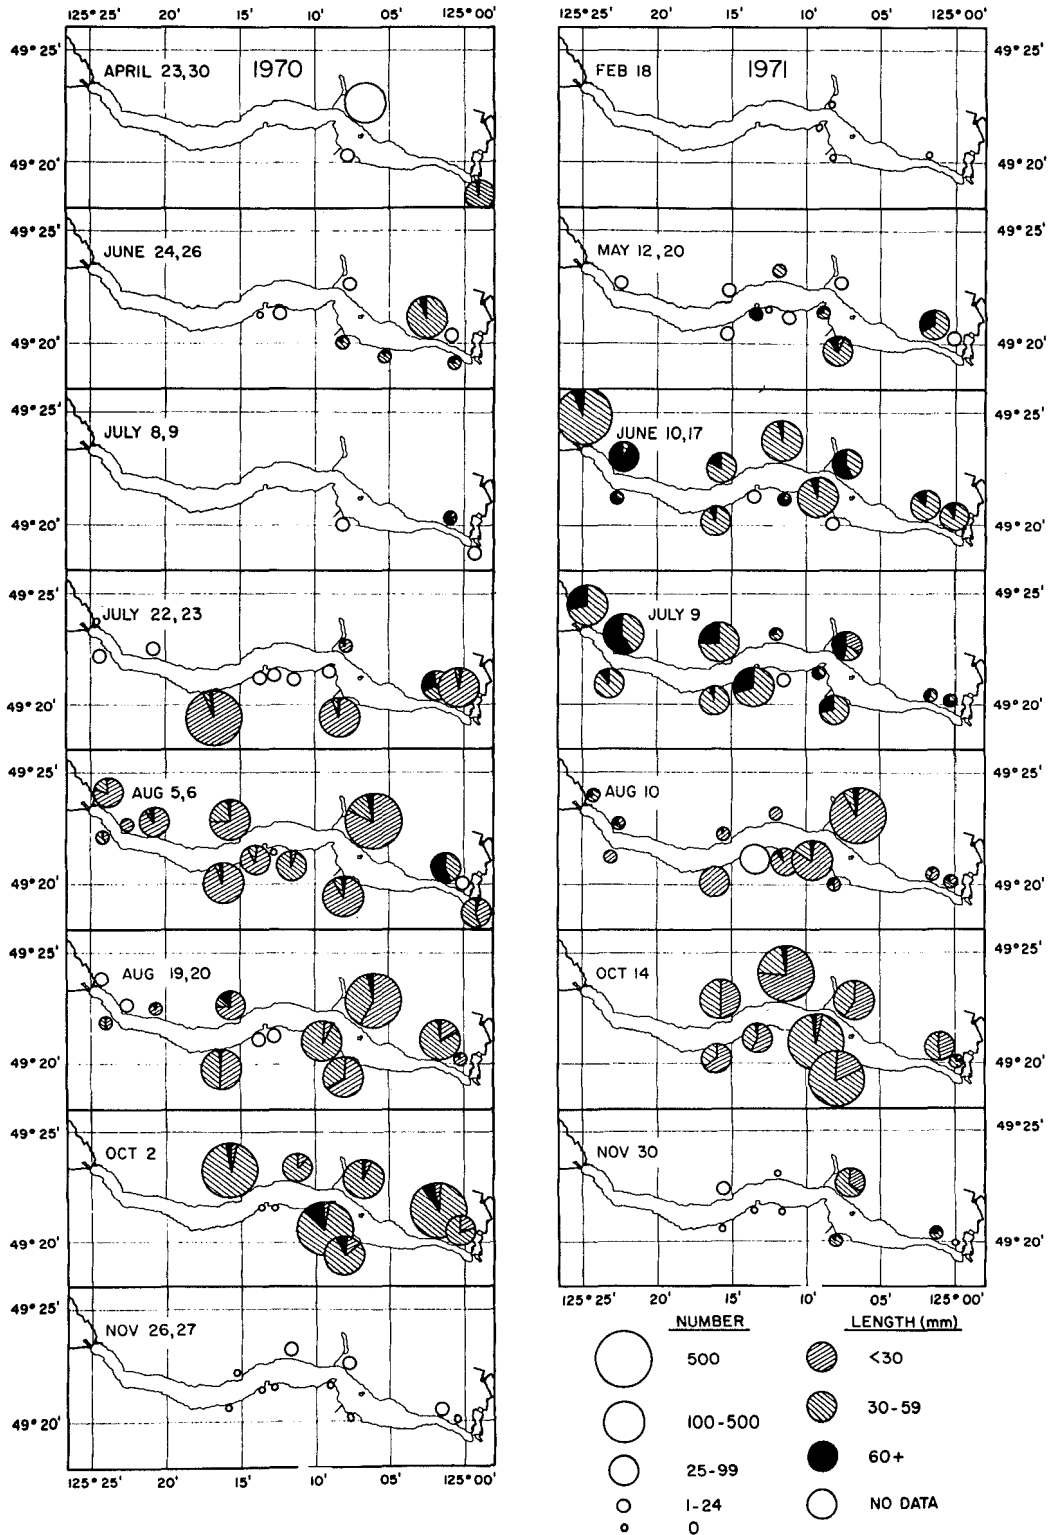 125°25' 20' 15' 10' 05' 125°00'
125°25' 20' 15' 10' 05' 125°00'
49°25'
APRIL 23,30
1970
49°20'
FEB 18
1971
49°25'
49°20'
49°25'
JUNE 24,26
49°20'
MAY 12,20
49°25'
49°20'
49°25'
JULY 8,9
49°20'
JUNE 10,17
49°25'
49°20'
49°25'
JULY 22,23
49°20'
JULY 9
49°25'
49°20'
49°25'
AUG 5,6
49°20'
AUG 10
49°25'
49°20'
49°25'
AUG 19,20
49°20'
OCT 14
49°25'
49°20'
49°25'
OCT 2
49°20'
NOV 30
49°25'
49°20'
49°25'
NOV 26,27
49°20'
125°25' 20' 15' 10' 05' 125°00'
125°25' 20' 15' 10' 05' 125°00'
NUMBER
500
100-500
25-99
1-24
0
LENGTH (mm)
<30
30-59
60+
NO DATA